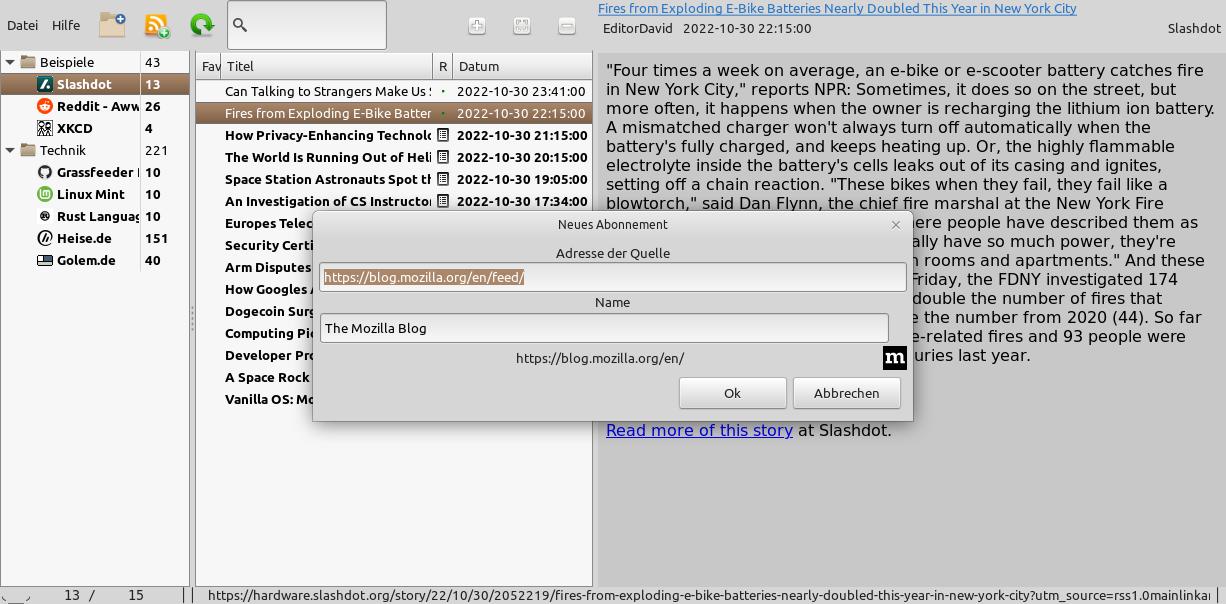 Datei Hilfe
Beispiele 43
Slashdot 13
Reddit - Aww 26
XKCD 4
Technik 221
Grassfeeder 10
Linux Mint 10
Rust Languag 10
Heise.de 151
Golem.de 40
Fav Titel R Datum
Can Talking to Strangers Make Us 2022-10-30 23:41:00
Fires from Exploding E-Bike Batter 2022-10-30 22:15:00
How Privacy-Enhancing Technolo 2022-10-30 21:15:00
The World Is Running Out of Heli 2022-10-30 20:15:00
Space Station Astronauts Spot th 2022-10-30 19:05:00
An Investigation of CS Instructor 2022-10-30 17:34:00
Europes Telec
Security Certi
Arm Disputes
How Googles
Dogecoin Surg
Computing Pio
Developer Pro
A Space Rock
Vanilla OS: Mo
Fires from Exploding E-Bike Batteries Nearly Doubled This Year in New York City
EditorDavid 2022-10-30 22:15:00 Slashdot
"Four times a week on average, an e-bike or e-scooter battery catches fire
in New York City," reports NPR: Sometimes, it does so on the street, but
more often, it happens when the owner is recharging the lithium ion battery.
A mismatched charger won't always turn off automatically when the
battery's fully charged, and keeps heating up. Or, the highly flammable
electrolyte inside the battery's cells leaks out of its casing and ignites,
setting off a chain reaction. "These bikes when they fail, they fail like a
blowtorch," said Dan Flynn, the chief fire marshal at the New York Fire
ere people have described them as
ally have so much power, they're
rooms and apartments." And these
Friday, the FDNY investigated 174
double the number of fires that
the number from 2020 (44). So far
e-related fires and 93 people were
uries last year.
Read more of this story at Slashdot.
Neues Abonnement
Adresse der Quelle
https://blog.mozilla.org/en/feed/
Name
The Mozilla Blog
https://blog.mozilla.org/en/
m
Ok Abbrechen
13 / 15 https://hardware.slashdot.org/story/22/10/30/2052219/fires-from-exploding-e-bike-batteries-nearly-doubled-this-year-in-new-york-city?utm_source=rss1.0mainlinkan